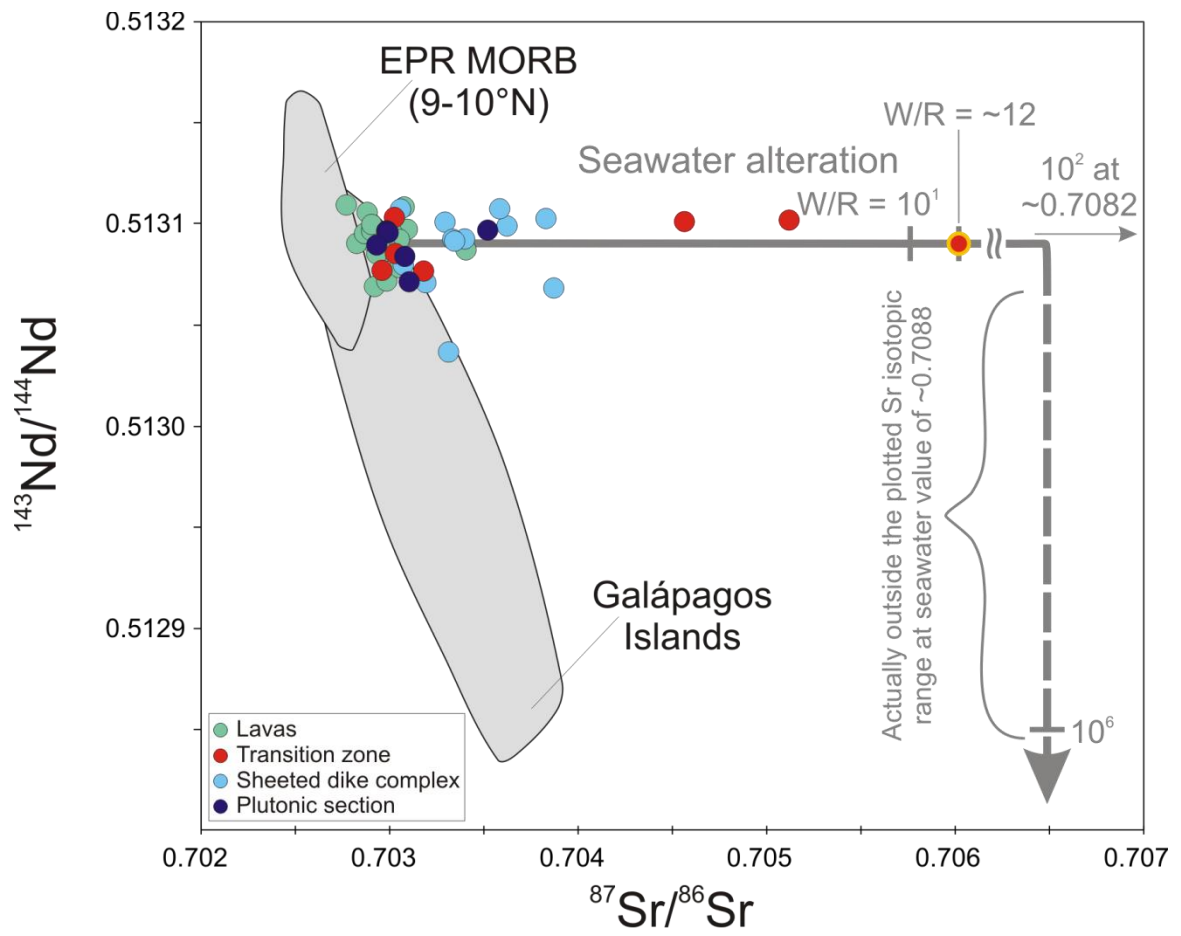 0.5132
0.5131
0.5130
0.5129
¹⁴³Nd/¹⁴⁴Nd
EPR MORB
(9-10°N)
Seawater alteration
W/R = 10¹
W/R = ~12
10² at
~0.7082
Actually outside the plotted Sr isotopic
range at seawater value of ~0.7088
10⁶
Galápagos
Islands
Lavas
Transition zone
Sheeted dike complex
Plutonic section
0.702 0.703 0.704 0.705 0.706 0.707
⁸⁷Sr/⁸⁶Sr